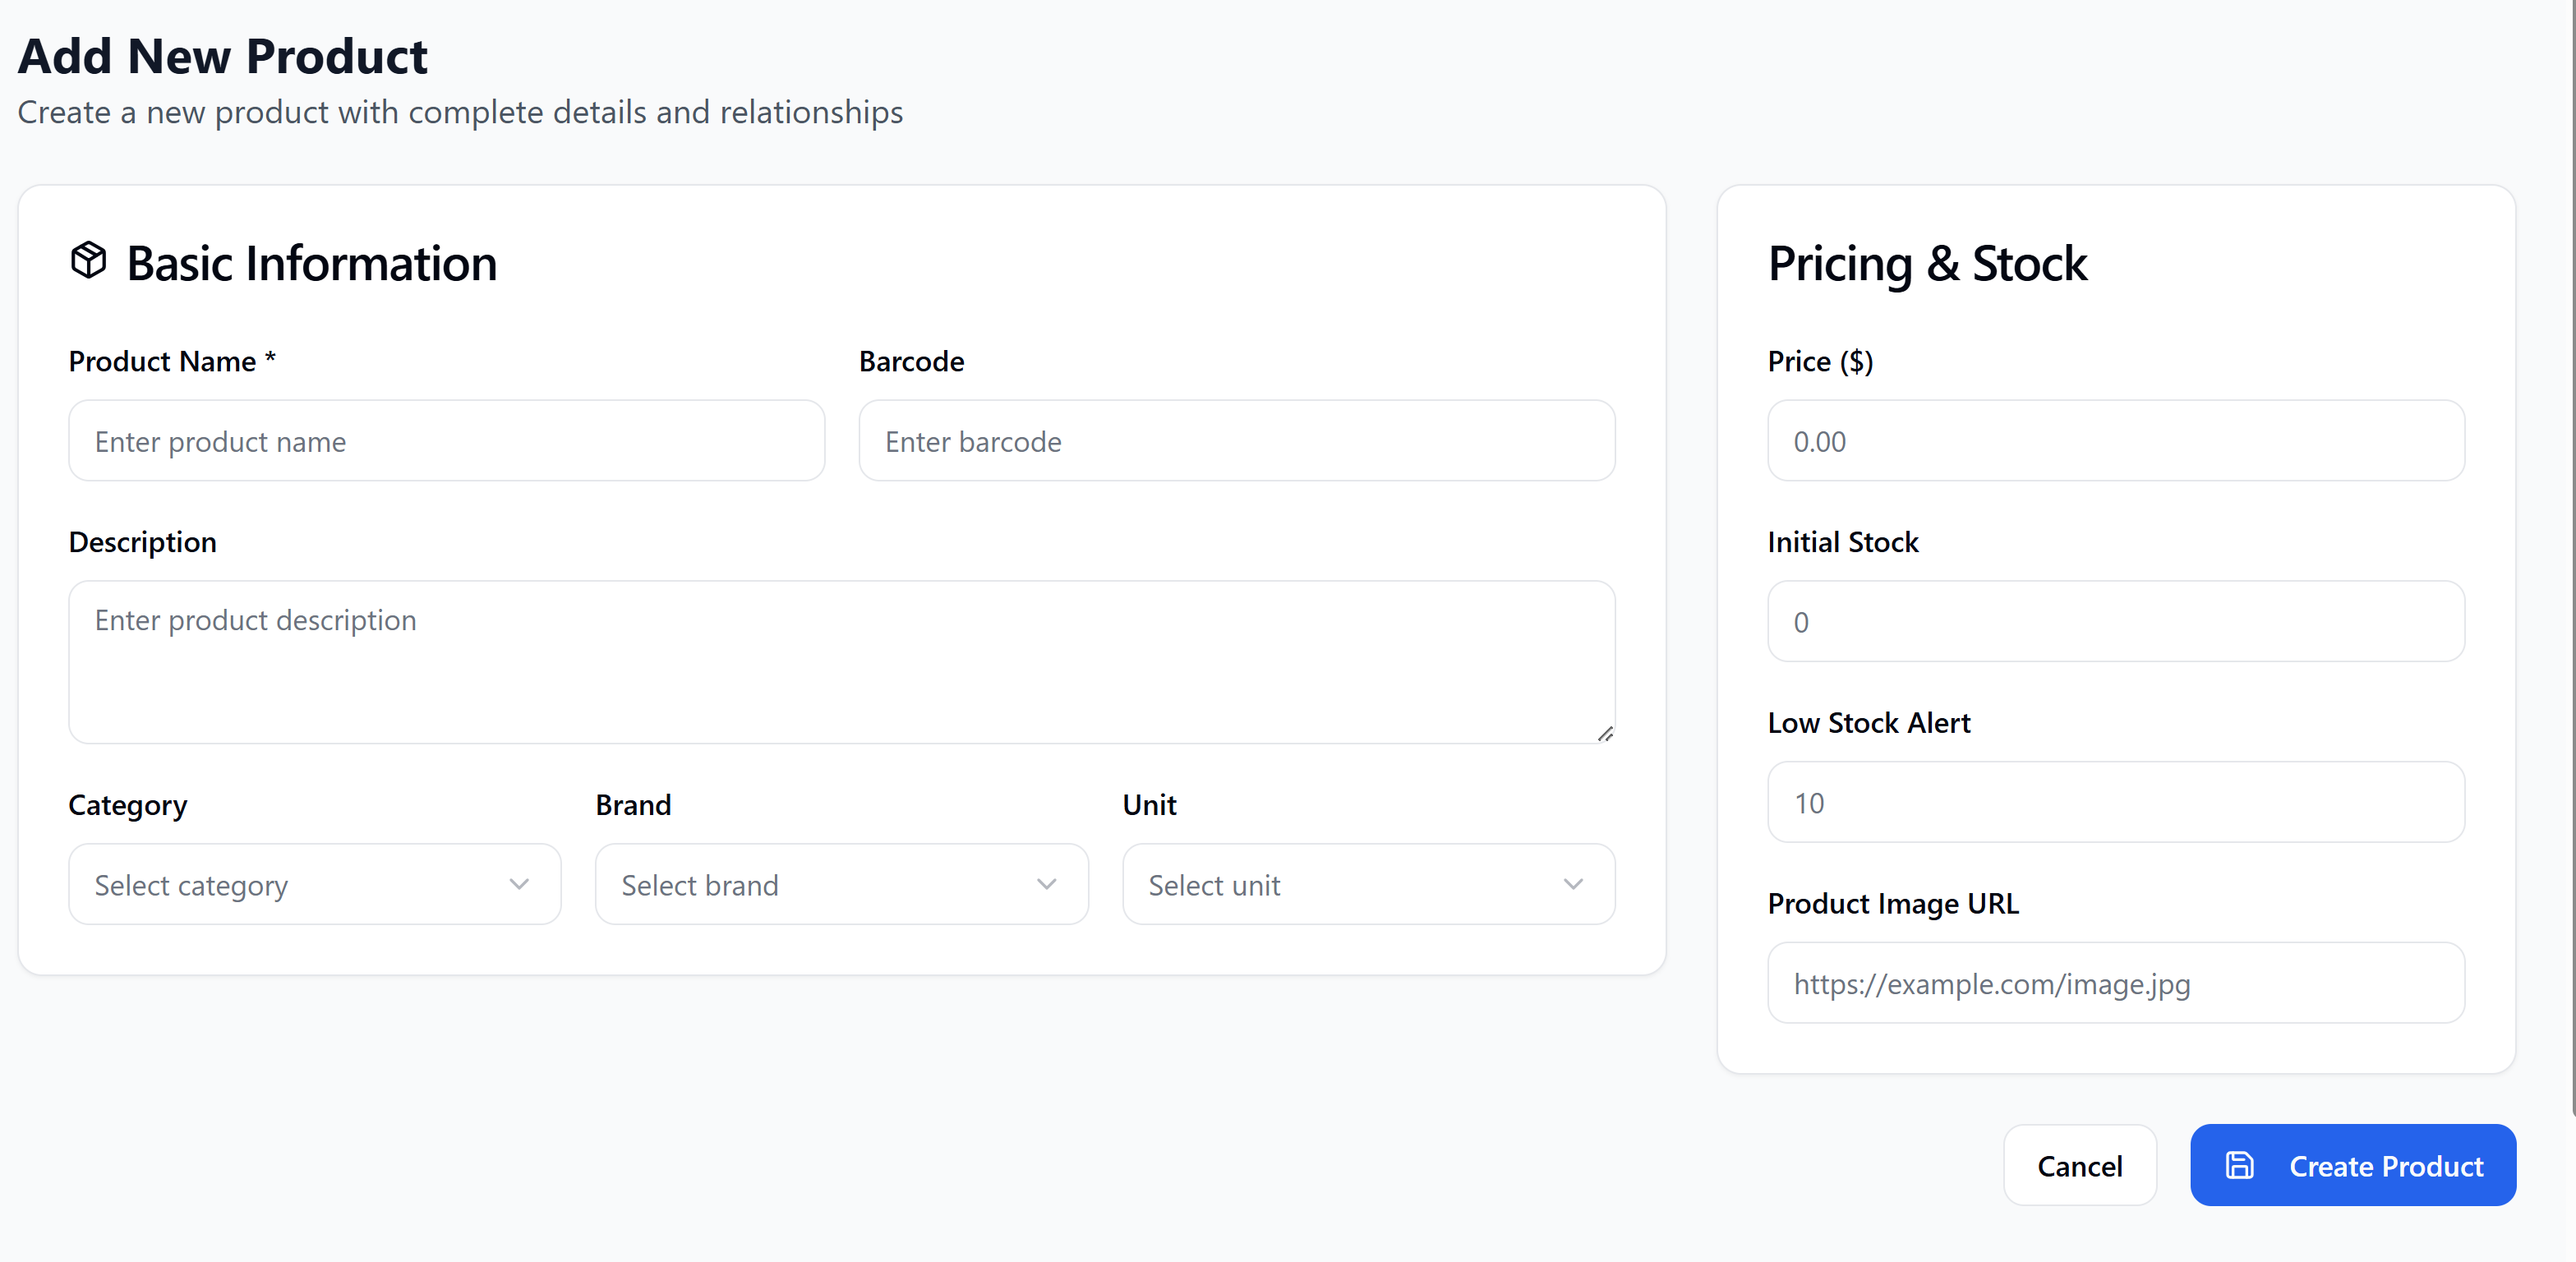 Add New Product
Create a new product with complete details and relationships
Basic Information
Product Name *
Enter product name
Barcode
Enter barcode
Description
Enter product description
Category
Select category
Brand
Select brand
Unit
Select unit
Pricing & Stock
Price ($)
0.00
Initial Stock
0
Low Stock Alert
10
Product Image URL
https://example.com/image.jpg
Cancel
Create Product